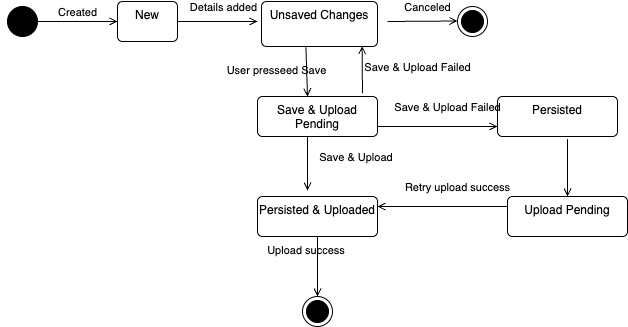 Created
New
Details added
Unsaved Changes
Canceled
User presseed Save
Save & Upload Failed
Save & Upload
Pending
Save & Upload Failed
Persisted
Save & Upload
Retry upload success
Persisted & Uploaded
Upload Pending
Upload success